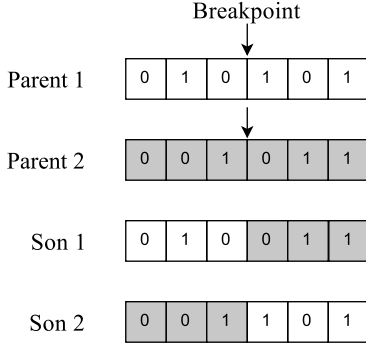 Breakpoint
Parent 1 0 1 0 1 0 1
Parent 2 0 0 1 0 1 1
Son 1 0 1 0 0 1 1
Son 2 0 0 1 1 0 1